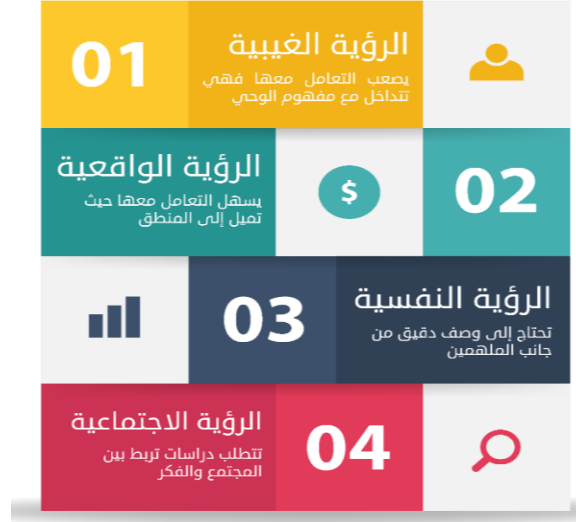 01
الرؤية الغيبية
يصعب التعامل معها فهي
تتداخل مع مفهوم الوحي
الرؤية الواقعية
يسهل التعامل معها حيث
تميل إلى المنطق
$
02
03
الرؤية النفسية
تحتاج إلى وصف دقيق من
جانب الملهمين
الرؤية الاجتماعية
تتطلب دراسات تربط بين
المجتمع والفكر
04